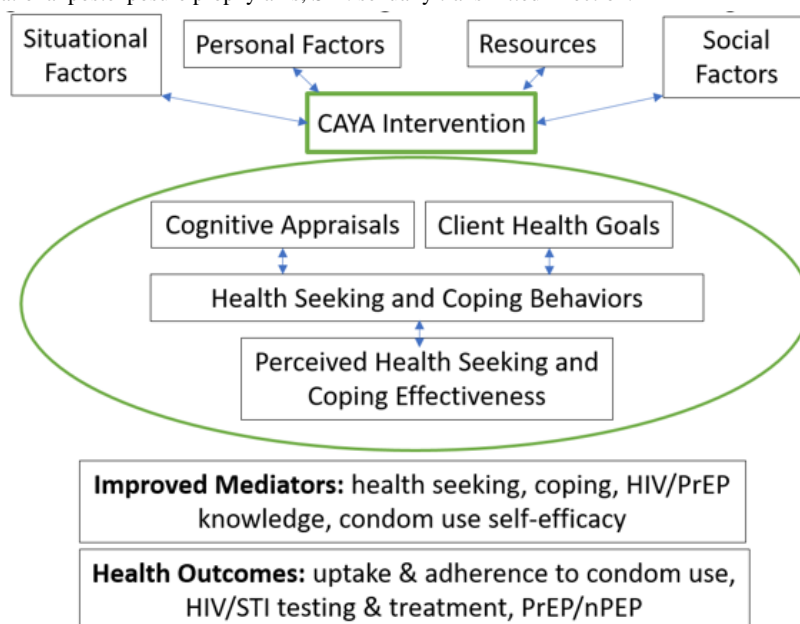 Situational
Factors
Personal Factors
Resources
Social
Factors
CAYA Intervention
Cognitive Appraisals
Client Health Goals
Health Seeking and Coping Behaviors
Perceived Health Seeking and
Coping Effectiveness
Improved Mediators: health seeking, coping, HIV/PrEP
knowledge, condom use self-efficacy
Health Outcomes: uptake & adherence to condom use,
HIV/STI testing & treatment, PrEP/nPEP